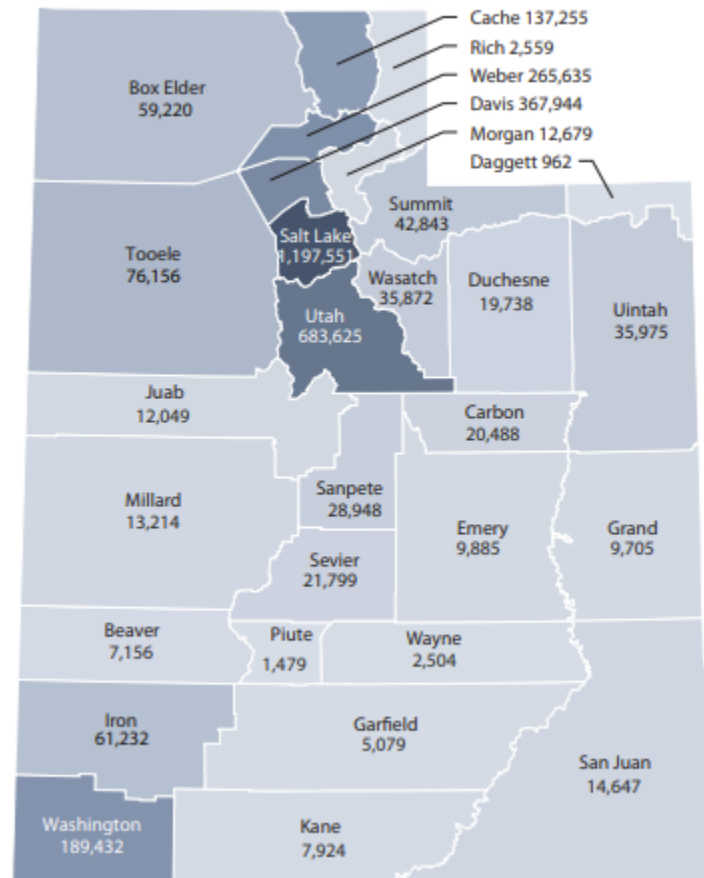 Cache 137,255
Rich 2,559
Weber 265,635
Davis 367,944
Morgan 12,679
Daggett 962
Box Elder
59,220
Summit
42,843
Salt Lake
1,197,551
Tooele
76,156
Wasatch
35,872
Duchesne
19,738
Uintah
35,975
Utah
683,625
Juab
12,049
Carbon
20,488
Sanpete
28,948
Millard
13,214
Emery
9,885
Grand
9,705
Sevier
21,799
Beaver
7,156
Piute
1,479
Wayne
2,504
Iron
61,232
Garfield
5,079
San Juan
14,647
Washington
189,432
Kane
7,924